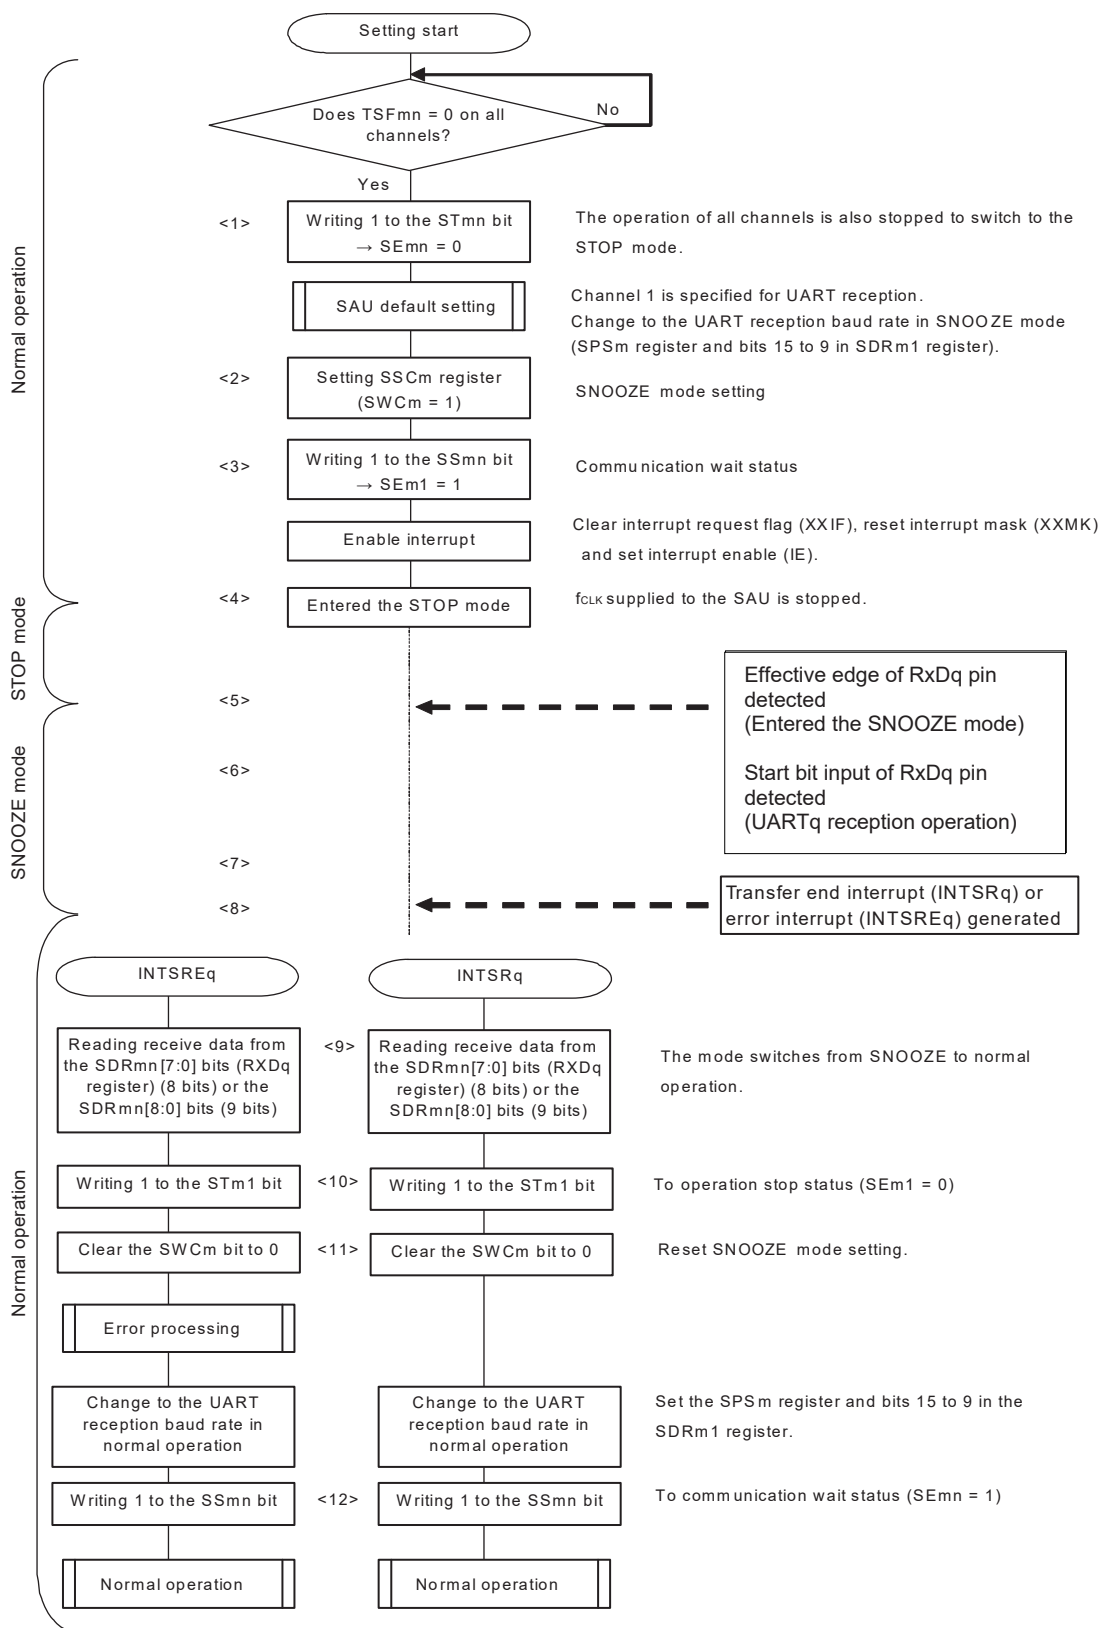 Setting start
Does TSFmn = 0 on all
channels?
No
Yes
<1>
Writing 1 to the STmn bit
→ SEmn = 0
The operation of all channels is also stopped to switch to the
STOP mode.
SAU default setting
Channel 1 is specified for UART reception.
Change to the UART reception baud rate in SNOOZE mode
(SPSm register and bits 15 to 9 in SDRm1 register).
Normal operation
<2>
Setting SSCm register
(SWCm = 1)
SNOOZE mode setting
<3>
Writing 1 to the SSmn bit
→ SEm1 = 1
Communication wait status
Enable interrupt
Clear interrupt request flag (XXIF), reset interrupt mask (XXMK)
and set interrupt enable (IE).
<4>
Entered the STOP mode
fCLK supplied to the SAU is stopped.
STOP mode
<5>
Effective edge of RxDq pin
detected
(Entered the SNOOZE mode)
SNOOZE mode
<6>
Start bit input of RxDq pin
detected
(UARTq reception operation)
<7>
<8>
Transfer end interrupt (INTSRq) or
error interrupt (INTSREq) generated
INTSREq
INTSRq
Reading receive data from
the SDRmn[7:0] bits (RXDq
register) (8 bits) or the
SDRmn[8:0] bits (9 bits)
<9>
Reading receive data from
the SDRmn[7:0] bits (RXDq
register) (8 bits) or the
SDRmn[8:0] bits (9 bits)
The mode switches from SNOOZE to normal
operation.
Normal operation
Writing 1 to the STm1 bit
<10>
Writing 1 to the STm1 bit
To operation stop status (SEm1 = 0)
Clear the SWCm bit to 0
<11>
Clear the SWCm bit to 0
Reset SNOOZE mode setting.
Error processing
Change to the UART
reception baud rate in
normal operation
Change to the UART
reception baud rate in
normal operation
Set the SPSm register and bits 15 to 9 in the
SDRm1 register.
Writing 1 to the SSmn bit
<12>
Writing 1 to the SSmn bit
To communication wait status (SEmn = 1)
Normal operation
Normal operation